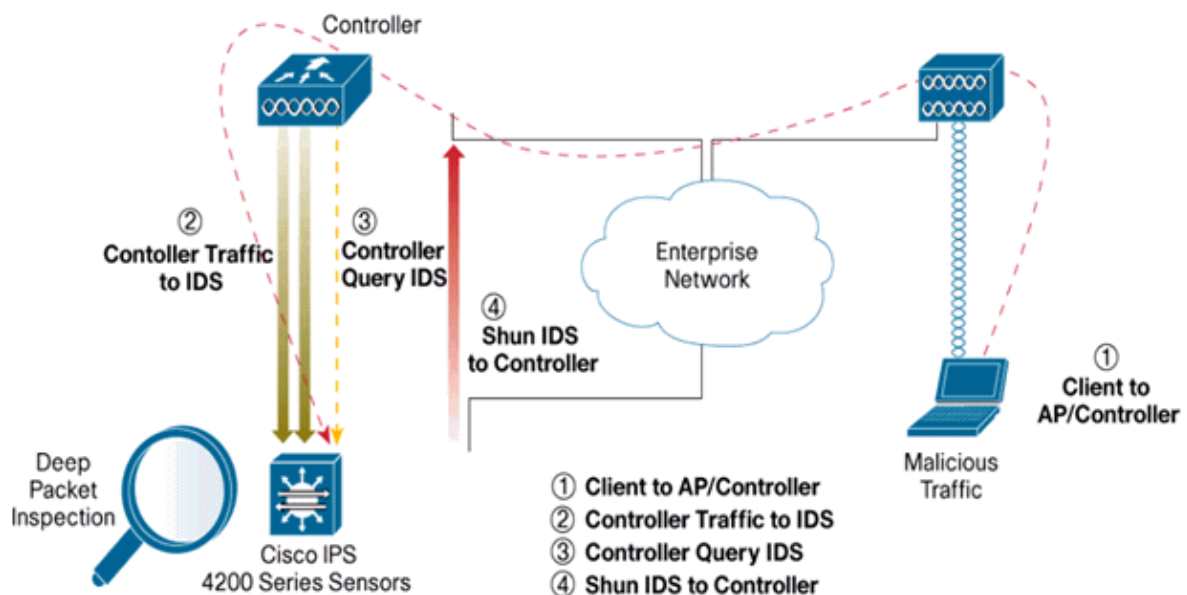 Controller
②
Contoller Traffic
to IDS
③
Controller
Query IDS
④
Shun IDS
to Controller
Enterprise
Network
①
Client to
AP/Controller
Malicious
Traffic
Deep
Packet
Inspection
Cisco IPS
4200 Series Sensors
① Client to AP/Controller
② Controller Traffic to IDS
③ Controller Query IDS
④ Shun IDS to Controller